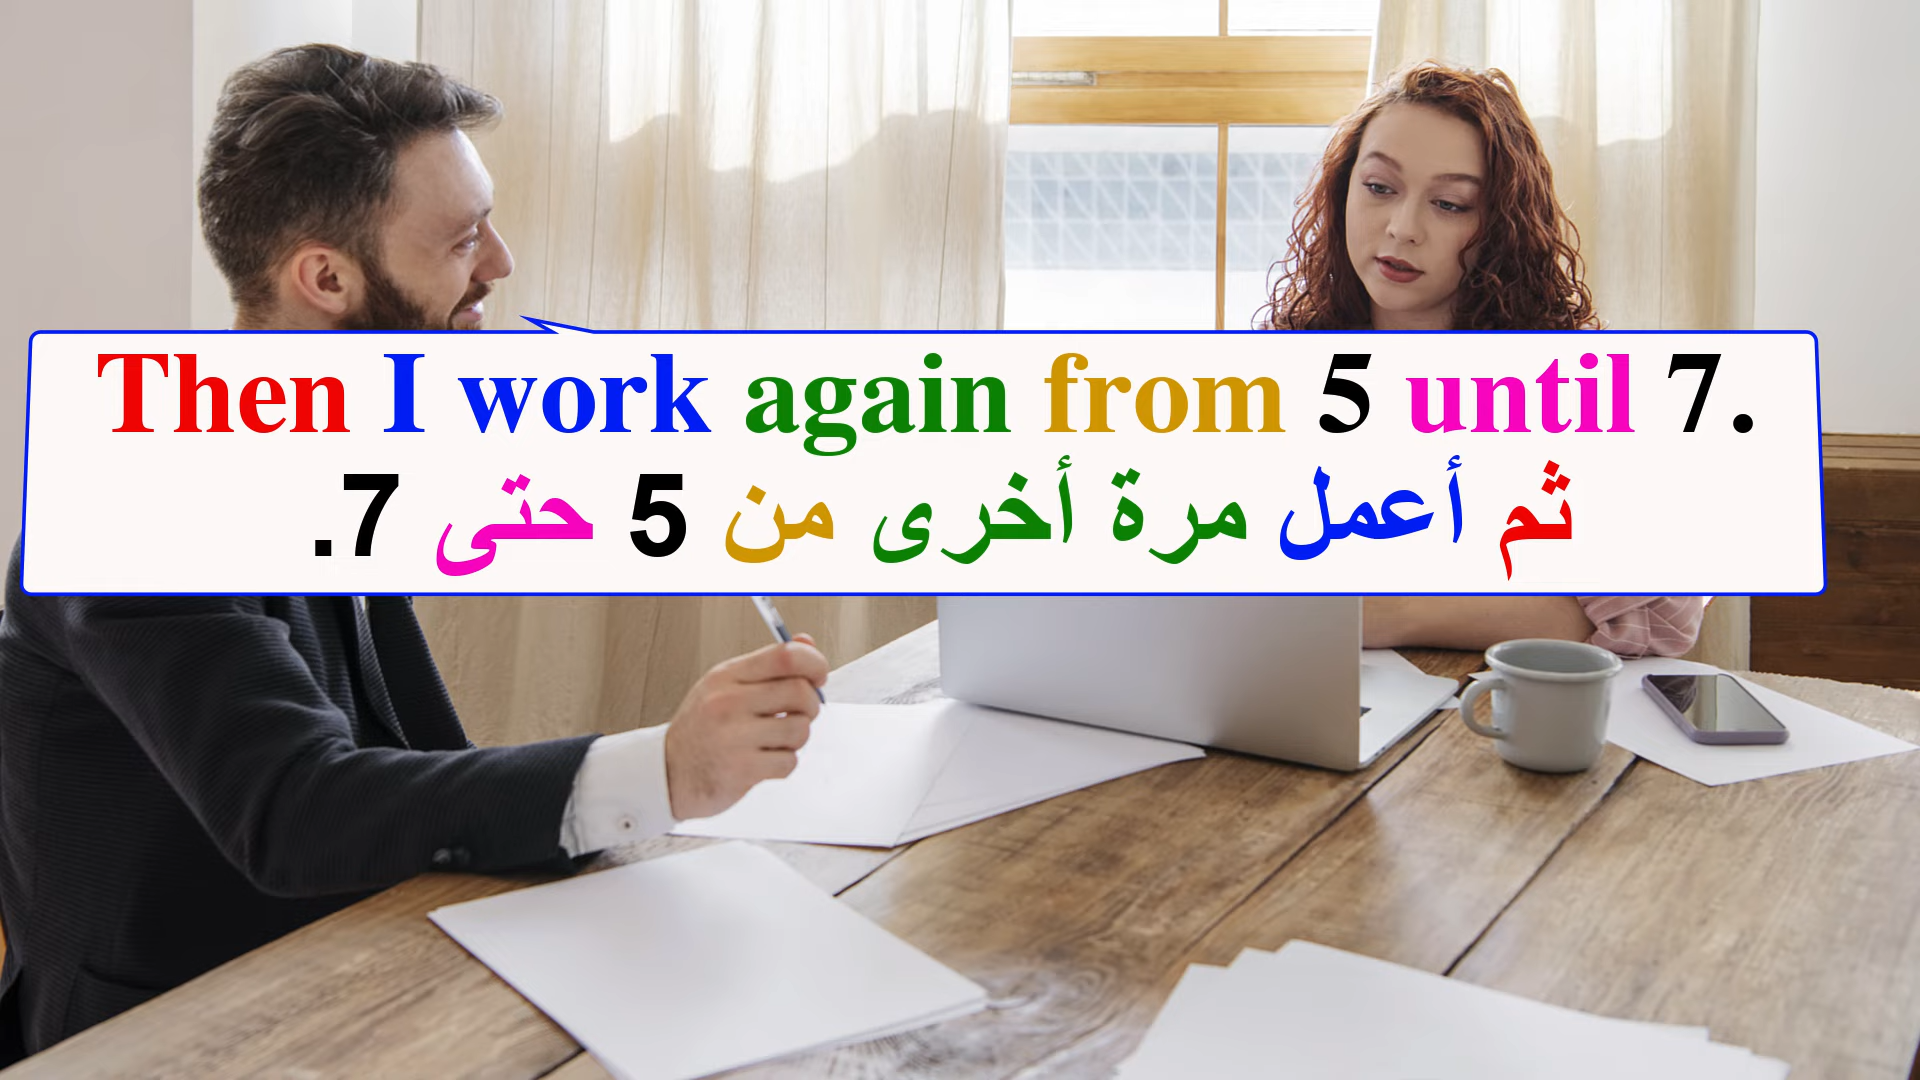 Then I work again from 5 until 7.
ثم أعمل مرة أخرى من 5 حتى 7.